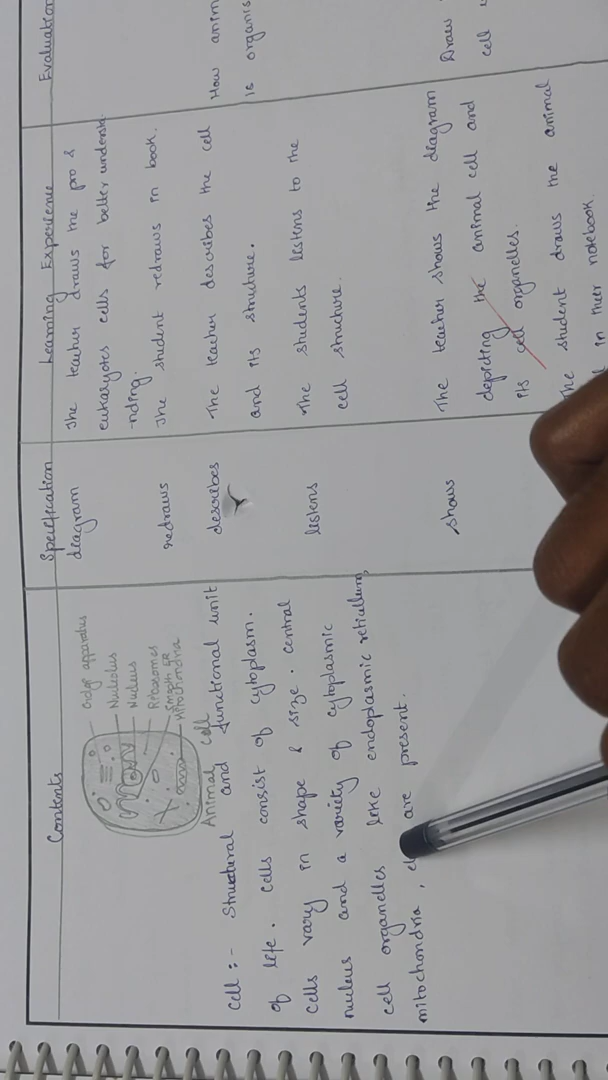 Contents
Golgi apparatus
Nucleolus
Nucleus
Ribosomes
Smooth ER
Mitochondria
Animal cell
cell :- Structural and functional unit
of life. cells consist of cytoplasm.
cells vary in shape & size. central
nucleus and a variety of cytoplasmic
cell organelles like endoplasmic reticulum,
mitochondria, are present.
Specification
diagram
redraws
describes
listens
shows
Learning Experience
The teacher draws the pro &
eukaryotes cells for better understa
-nding.
The student redraws in book.
The teacher describes the cell
and its structure.
The students listens to the
cell structure.
The teacher shows the diagram
depicting the animal cell and
its cell organelles.
The student draws the animal
in their notebook.
Evaluation
How anim
is organis
Draw
cell